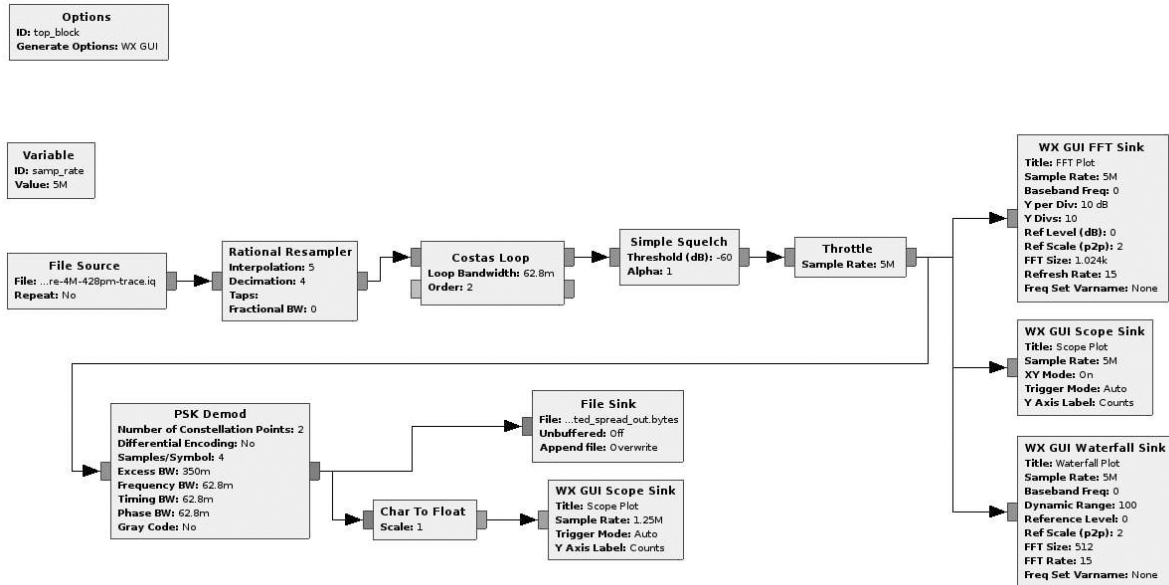 Options
ID: top_block
Generate Options: WX GUI
Variable
ID: samp_rate
Value: 5M
File Source
File: ...re-4M-428pm-trace.iq
Repeat: No
Rational Resampler
Interpolation: 5
Decimation: 4
Taps:
Fractional BW: 0
Costas Loop
Loop Bandwidth: 62.8m
Order: 2
Simple Squelch
Threshold (dB): -60
Alpha: 1
Throttle
Sample Rate: 5M
WX GUI FFT Sink
Title: FFT Plot
Sample Rate: 5M
Baseband Freq: 0
Y per Div: 10 dB
Y Divs: 10
Ref Level (dB): 0
Ref Scale (p2p): 2
FFT Size: 1.024k
Refresh Rate: 15
Freq Set Varname: None
WX GUI Scope Sink
Title: Scope Plot
Sample Rate: 5M
XY Mode: On
Trigger Mode: Auto
Y Axis Label: Counts
PSK Demod
Number of Constellation Points: 2
Differential Encoding: No
Samples/Symbol: 4
Excess BW: 350m
Frequency BW: 62.8m
Timing BW: 62.8m
Phase BW: 62.8m
Gray Code: No
File Sink
File: ...ted_spread_out.bytes
Unbuffered: Off
Append file: Overwrite
Char To Float
Scale: 1
WX GUI Scope Sink
Title: Scope Plot
Sample Rate: 1.25M
Trigger Mode: Auto
Y Axis Label: Counts
WX GUI Waterfall Sink
Title: Waterfall Plot
Sample Rate: 5M
Baseband Freq: 0
Dynamic Range: 100
Reference Level: 0
Ref Scale (p2p): 2
FFT Size: 512
FFT Rate: 15
Freq Set Varname: None